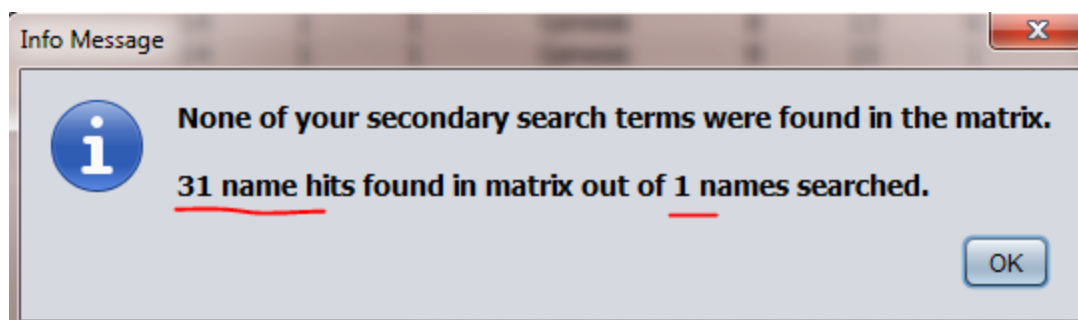 Info Message
None of your secondary search terms were found in the matrix.
31 name hits found in matrix out of 1 names searched.
OK